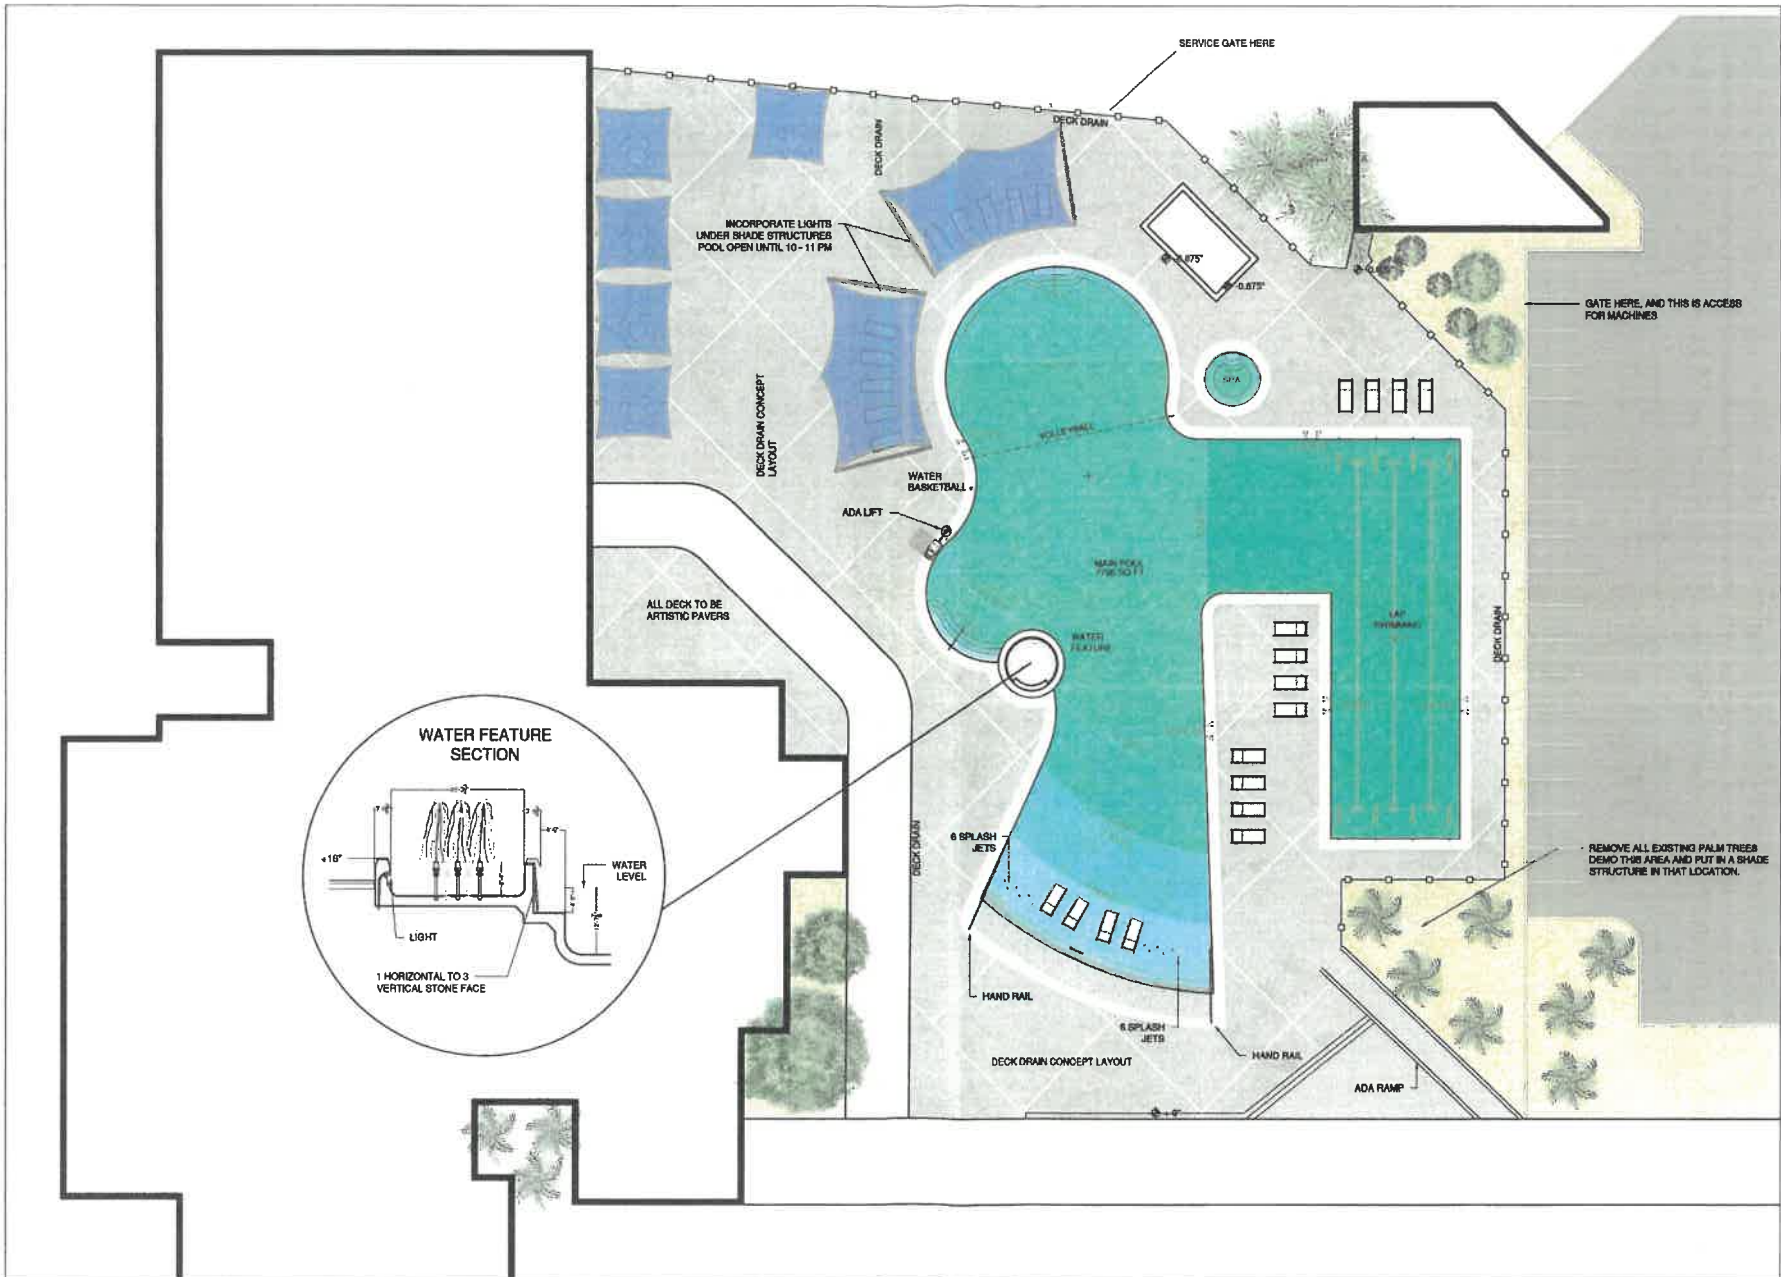 SERVICE GATE HERE
DECK DRAIN
DECK DRAIN
INCORPORATE LIGHTS
UNDER SHADE STRUCTURES
POOL OPEN UNTIL 10 - 11 PM
-0.875"
GATE HERE, AND THIS IS ACCESS
FOR MACHINES
SPA
DECK DRAIN CONCEPT
LAYOUT
VOLLEYBALL
WATER
BASKETBALL
ADA LIFT
MAIN POOL
ALL DECK TO BE
ARTISTIC PAVERS
LAP
SWIMMING
DECK DRAIN
WATER
FEATURE
WATER FEATURE
SECTION
+18"
WATER
LEVEL
LIGHT
1 HORIZONTAL TO 3
VERTICAL STONE FACE
DECK DRAIN
6 SPLASH
JETS
REMOVE ALL EXISTING PALM TREES
DEMO THIS AREA AND PUT IN A SHADE
STRUCTURE IN THAT LOCATION.
HAND RAIL
6 SPLASH
JETS
HAND RAIL
DECK DRAIN CONCEPT LAYOUT
ADA RAMP